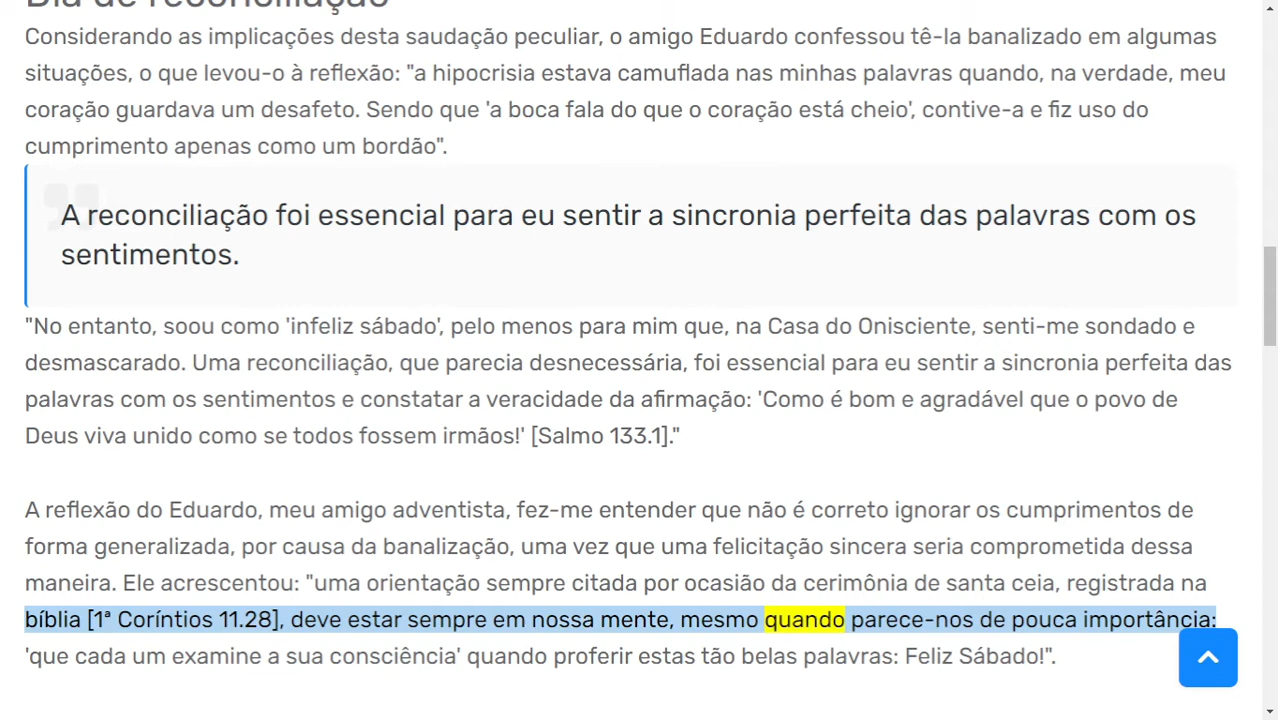 Dia de reconciliação
Considerando as implicações desta saudação peculiar, o amigo Eduardo confessou tê-la banalizado em algumas
situações, o que levou-o à reflexão: "a hipocrisia estava camuflada nas minhas palavras quando, na verdade, meu
coração guardava um desafeto. Sendo que 'a boca fala do que o coração está cheio', contive-a e fiz uso do
cumprimento apenas como um bordão".
A reconciliação foi essencial para eu sentir a sincronia perfeita das palavras com os
sentimentos.
"No entanto, soou como 'infeliz sábado', pelo menos para mim que, na Casa do Onisciente, senti-me sondado e
desmascarado. Uma reconciliação, que parecia desnecessária, foi essencial para eu sentir a sincronia perfeita das
palavras com os sentimentos e constatar a veracidade da afirmação: 'Como é bom e agradável que o povo de
Deus viva unido como se todos fossem irmãos!' [Salmo 133.1]."
A reflexão do Eduardo, meu amigo adventista, fez-me entender que não é correto ignorar os cumprimentos de
forma generalizada, por causa da banalização, uma vez que uma felicitação sincera seria comprometida dessa
maneira. Ele acrescentou: "uma orientação sempre citada por ocasião da cerimônia de santa ceia, registrada na
bíblia [1ª Coríntios 11.28], deve estar sempre em nossa mente, mesmo quando parece-nos de pouca importância:
'que cada um examine a sua consciência' quando proferir estas tão belas palavras: Feliz Sábado!".